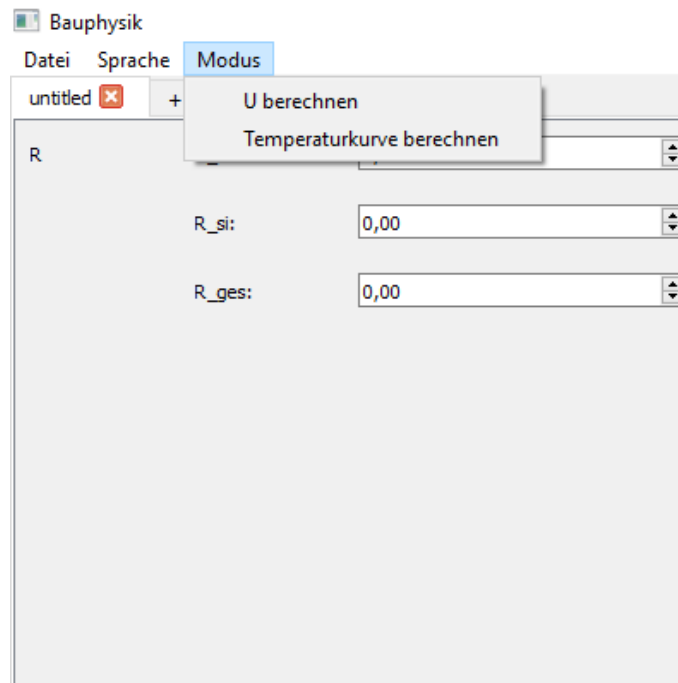 Bauphysik
Datei Sprache Modus
untitled +
U berechnen
Temperaturkurve berechnen
R
R_si: 0,00
R_ges: 0,00